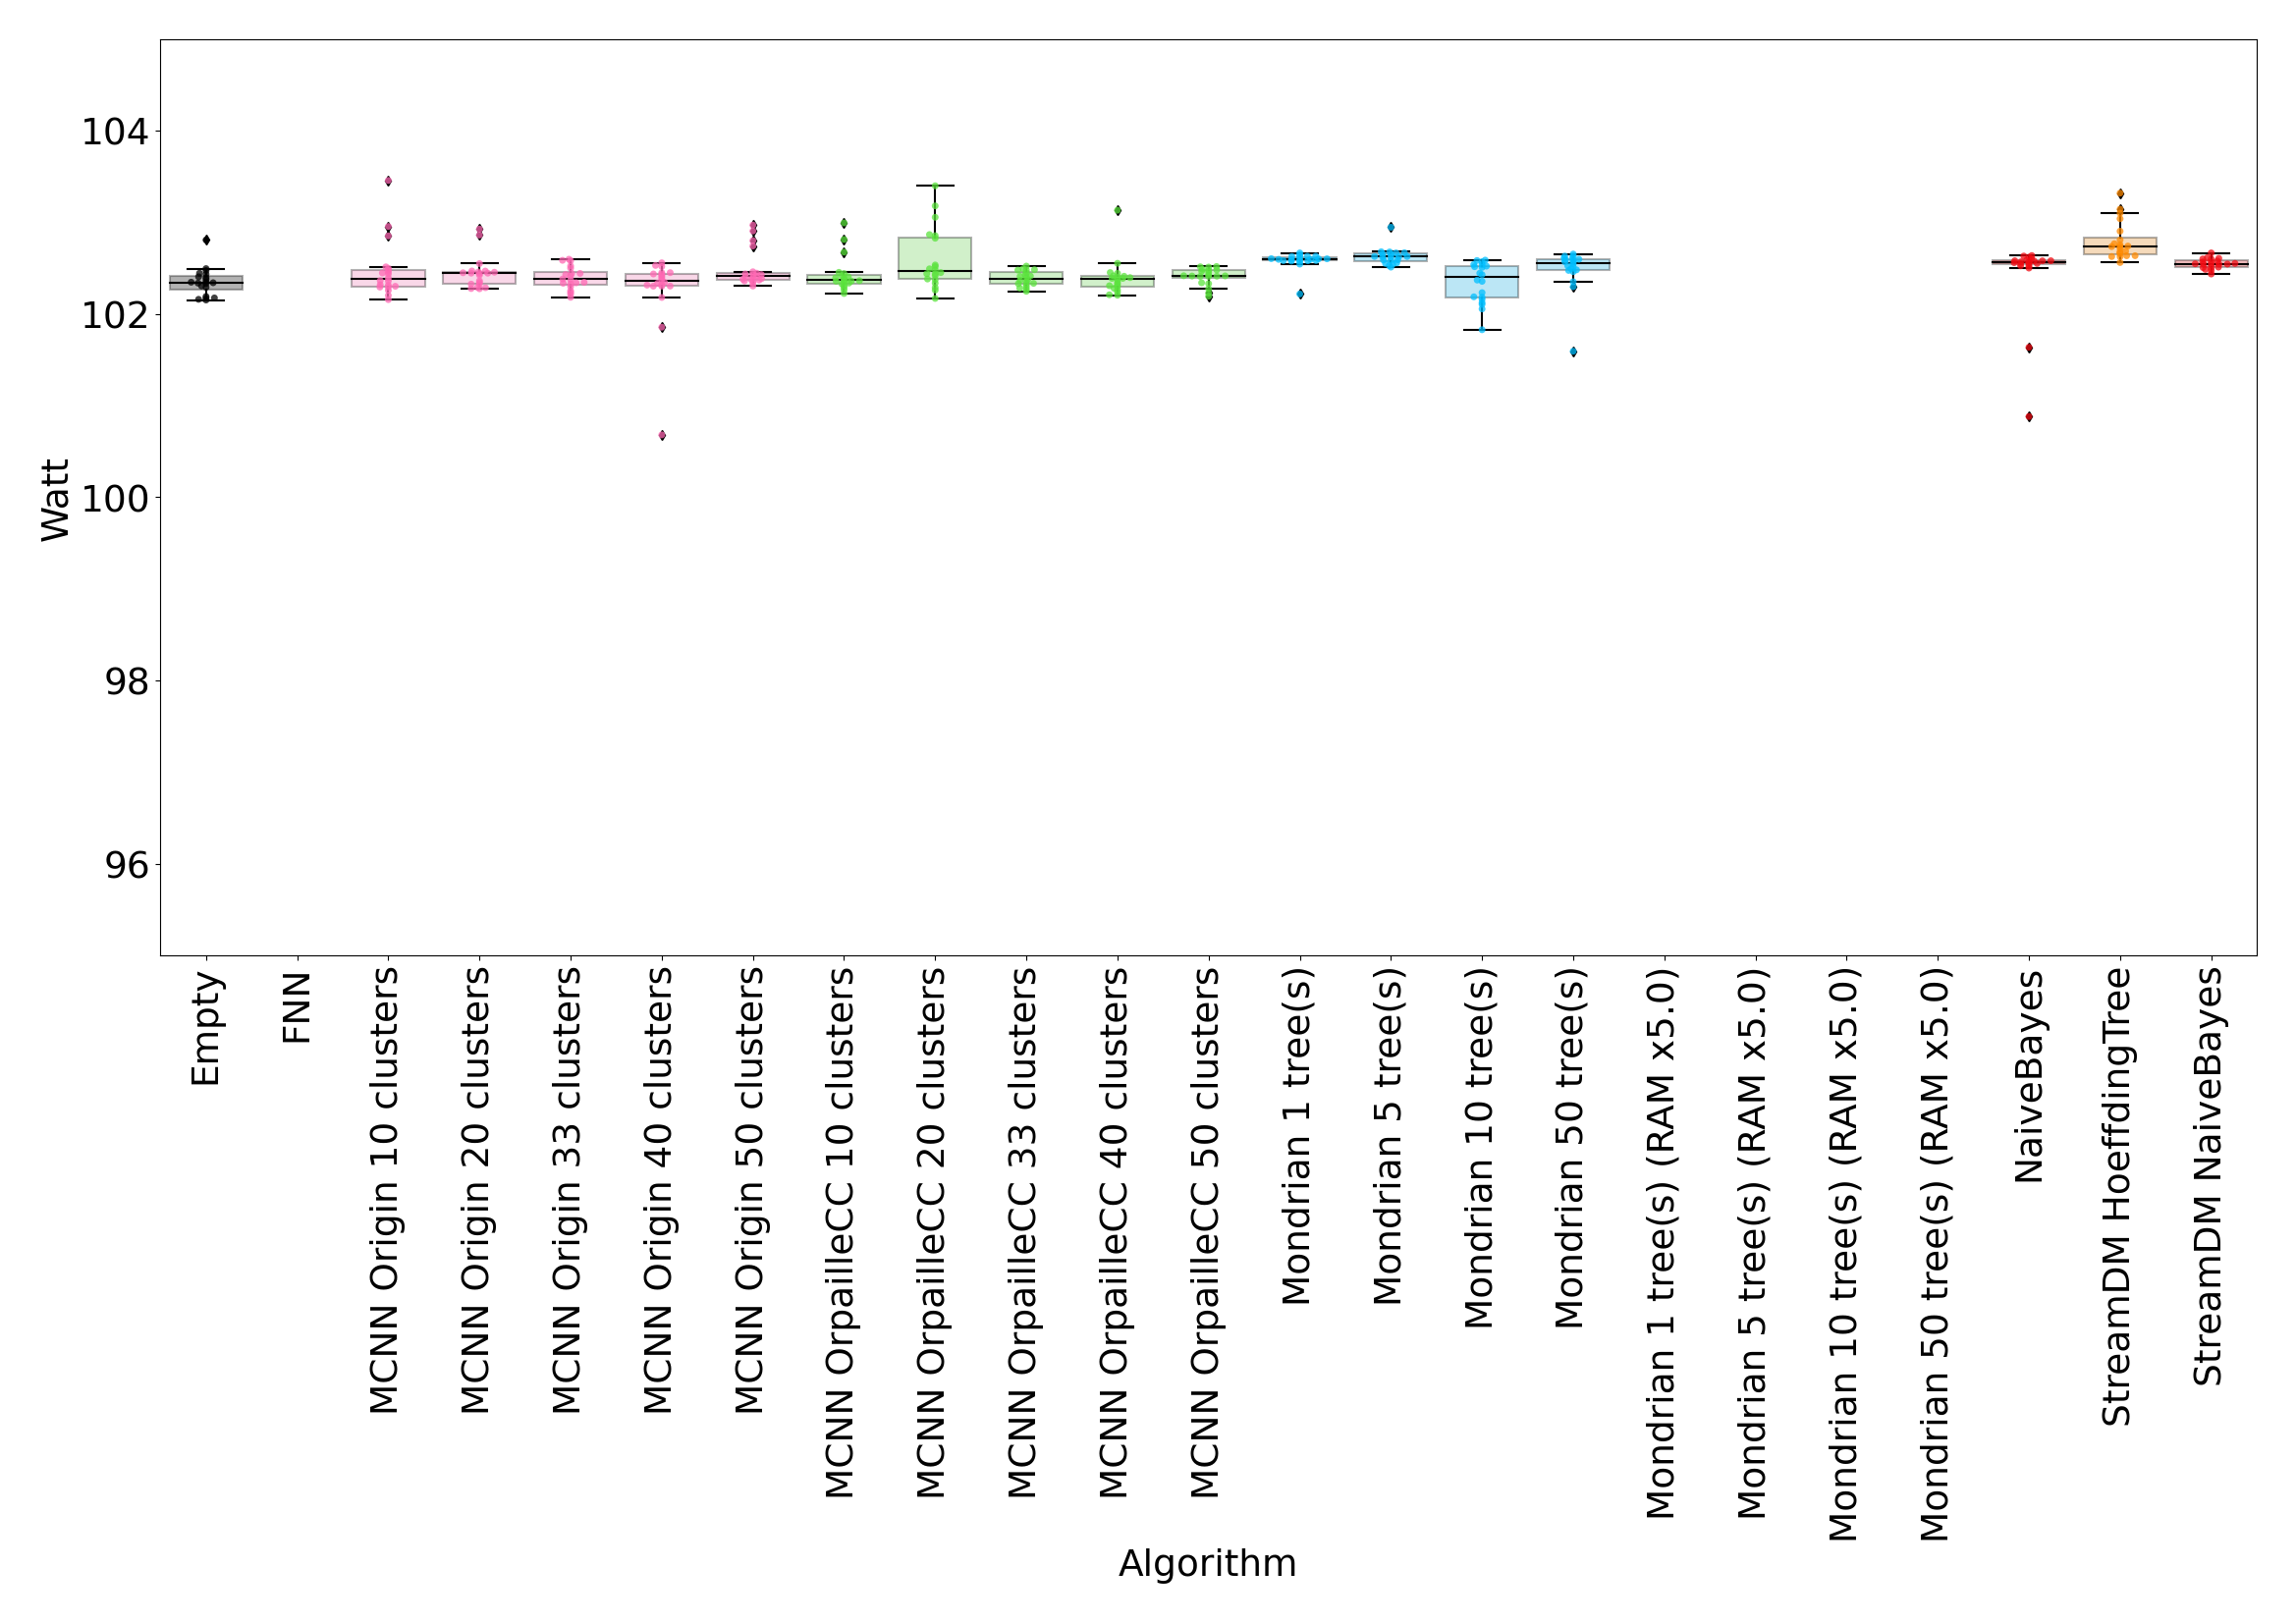 104
102
100
98
96
Watt
Empty
FNN
MCNN Origin 10 clusters
MCNN Origin 20 clusters
MCNN Origin 33 clusters
MCNN Origin 40 clusters
MCNN Origin 50 clusters
MCNN OrpailleCC 10 clusters
MCNN OrpailleCC 20 clusters
MCNN OrpailleCC 33 clusters
MCNN OrpailleCC 40 clusters
MCNN OrpailleCC 50 clusters
Mondrian 1 tree(s)
Mondrian 5 tree(s)
Mondrian 10 tree(s)
Mondrian 50 tree(s)
Mondrian 1 tree(s) (RAM x5.0)
Mondrian 5 tree(s) (RAM x5.0)
Mondrian 10 tree(s) (RAM x5.0)
Mondrian 50 tree(s) (RAM x5.0)
NaiveBayes
StreamDM HoeffdingTree
StreamDM NaiveBayes
Algorithm